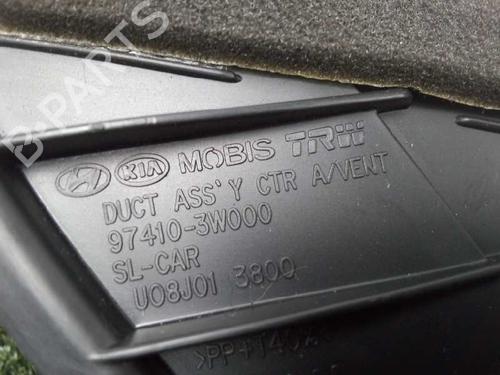 B-PARTS
KIA MOBIS TRW
DUCT ASS'Y CTR A/VENT
97410-3W000
SL-CAR
U08J01 3800